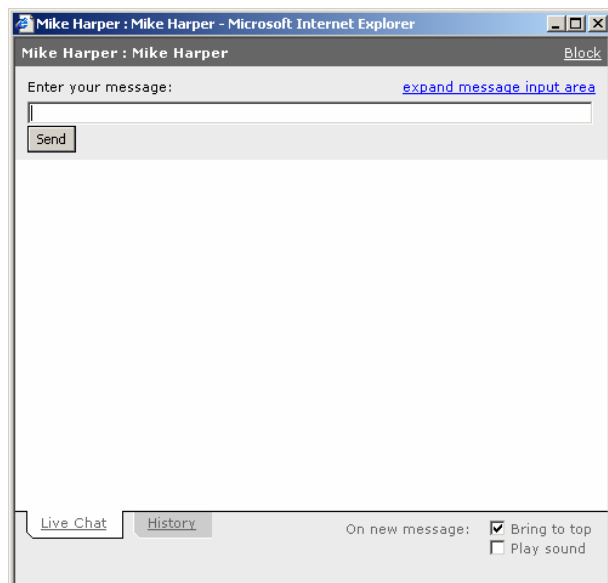 Mike Harper : Mike Harper - Microsoft Internet Explorer
Mike Harper : Mike Harper Block
Enter your message: expand message input area
Send
Live Chat History On new message: Bring to top
Play sound